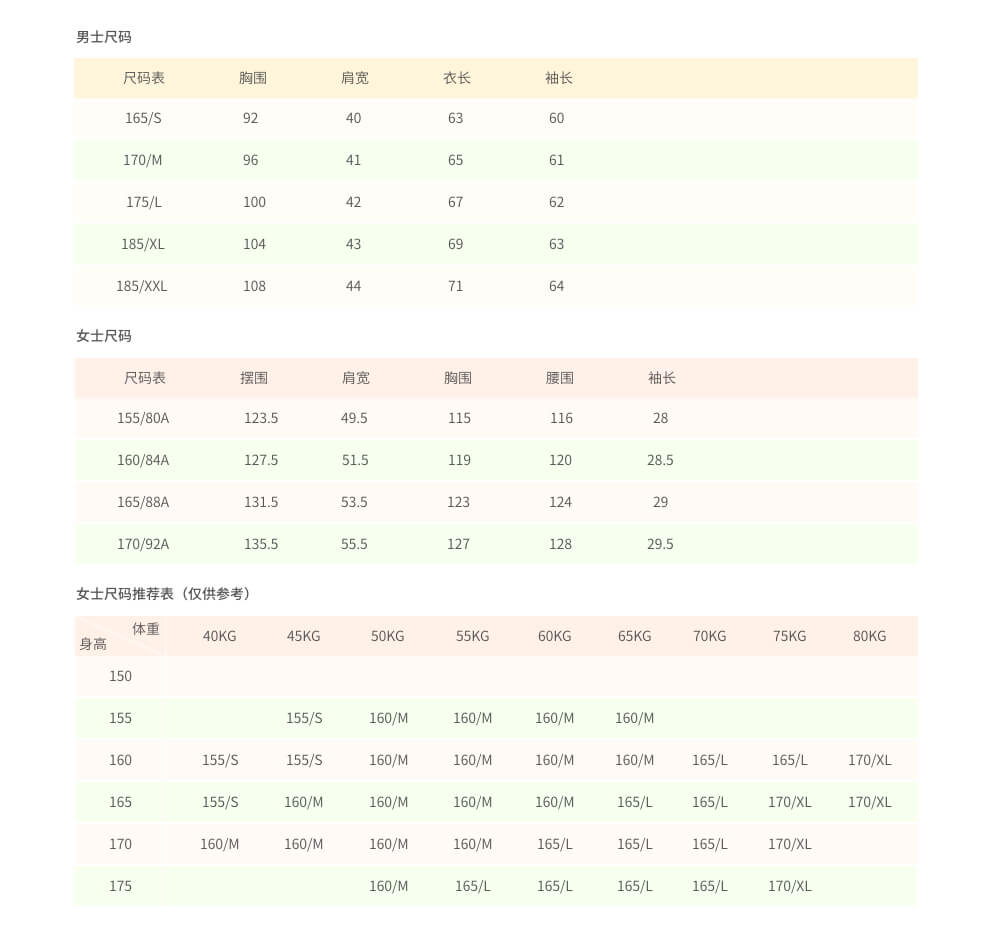 男士尺码
尺码表 胸围 肩宽 衣长 袖长
165/S 92 40 63 60
170/M 96 41 65 61
175/L 100 42 67 62
185/XL 104 43 69 63
185/XXL 108 44 71 64
女士尺码
尺码表 摆围 肩宽 胸围 腰围 袖长
155/80A 123.5 49.5 115 116 28
160/84A 127.5 51.5 119 120 28.5
165/88A 131.5 53.5 123 124 29
170/92A 135.5 55.5 127 128 29.5
女士尺码推荐表（仅供参考）
身高 体重 40KG 45KG 50KG 55KG 60KG 65KG 70KG 75KG 80KG
150
155 155/S 160/M 160/M 160/M 160/M
160 155/S 155/S 160/M 160/M 160/M 160/M 165/L 165/L 170/XL
165 155/S 160/M 160/M 160/M 160/M 165/L 165/L 170/XL 170/XL
170 160/M 160/M 160/M 160/M 165/L 165/L 165/L 170/XL
175 160/M 165/L 165/L 165/L 165/L 170/XL